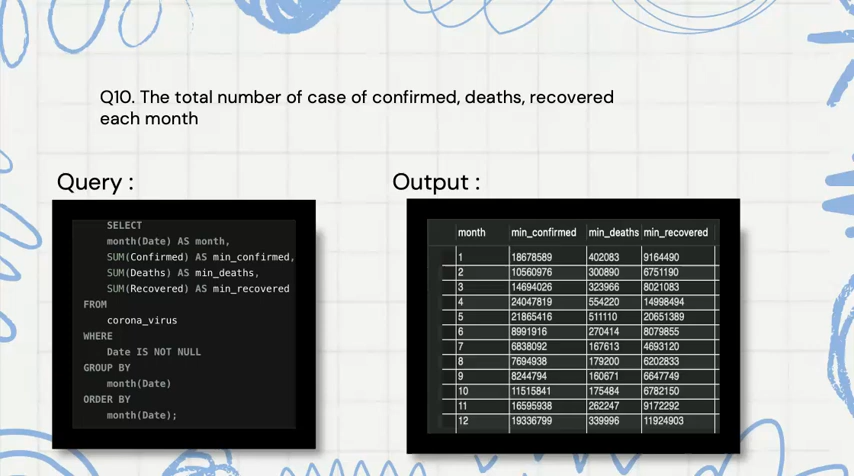 Q10. The total number of case of confirmed, deaths, recovered
each month
Query :
SELECT
month(Date) AS month,
SUM(Confirmed) AS min_confirmed,
SUM(Deaths) AS min_deaths,
SUM(Recovered) AS min_recovered
FROM
corona_virus
WHERE
Date IS NOT NULL
GROUP BY
month(Date)
ORDER BY
month(Date);
Output :
month min_confirmed min_deaths min_recovered
1 18678589 402083 9164490
2 10560976 300890 6751190
3 14694026 323966 8021083
4 24047819 554220 14998494
5 21865416 511110 20651389
6 8991916 270414 8079855
7 6838092 167613 4693120
8 7694938 179200 6202833
9 8244794 160671 6647749
10 11515841 175484 6782150
11 16595938 262247 9172292
12 19336799 339996 11924903